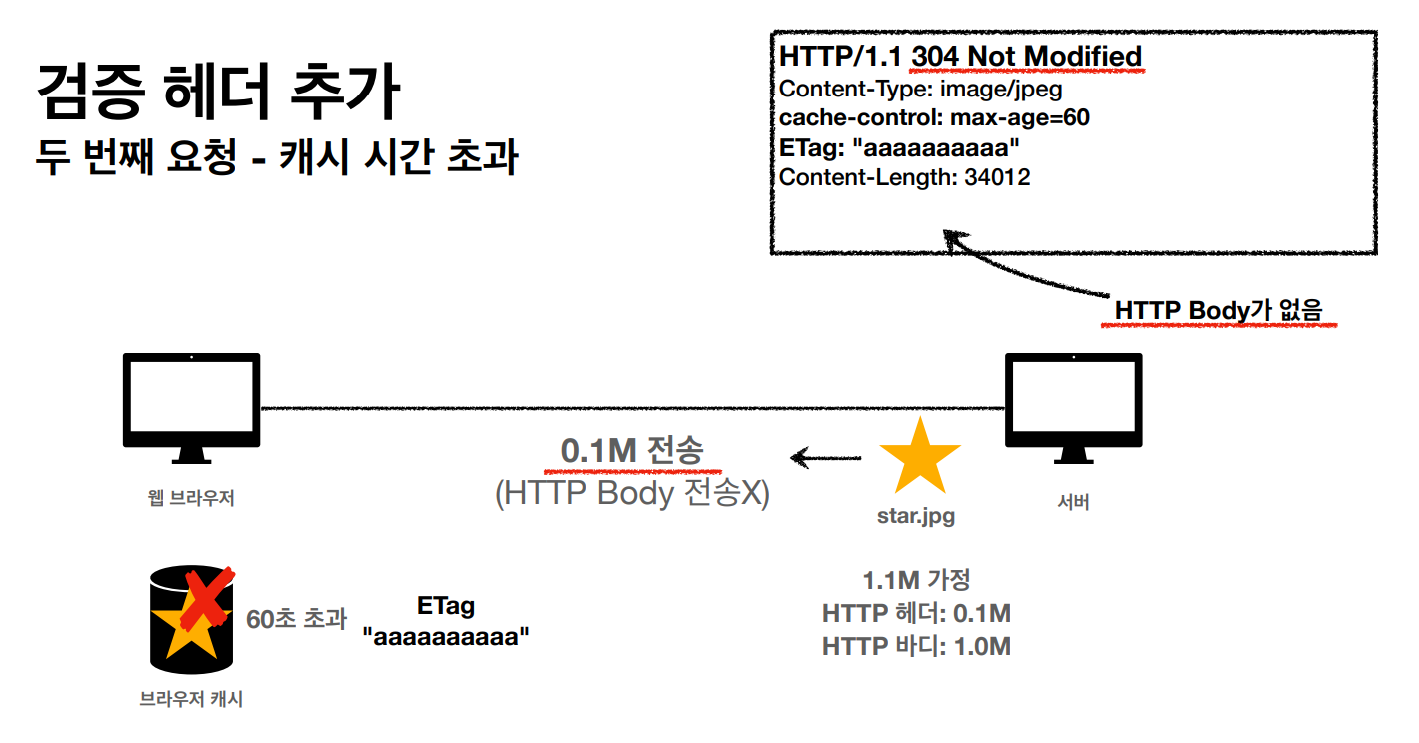 검증 헤더 추가
두 번째 요청 - 캐시 시간 초과
HTTP/1.1 304 Not Modified
Content-Type: image/jpeg
cache-control: max-age=60
ETag: "aaaaaaaaaa"
Content-Length: 34012
HTTP Body가 없음
0.1M 전송
(HTTP Body 전송X)
star.jpg
웹 브라우저
서버
1.1M 가정
HTTP 헤더: 0.1M
HTTP 바디: 1.0M
60초 초과
ETag
"aaaaaaaaaa"
브라우저 캐시